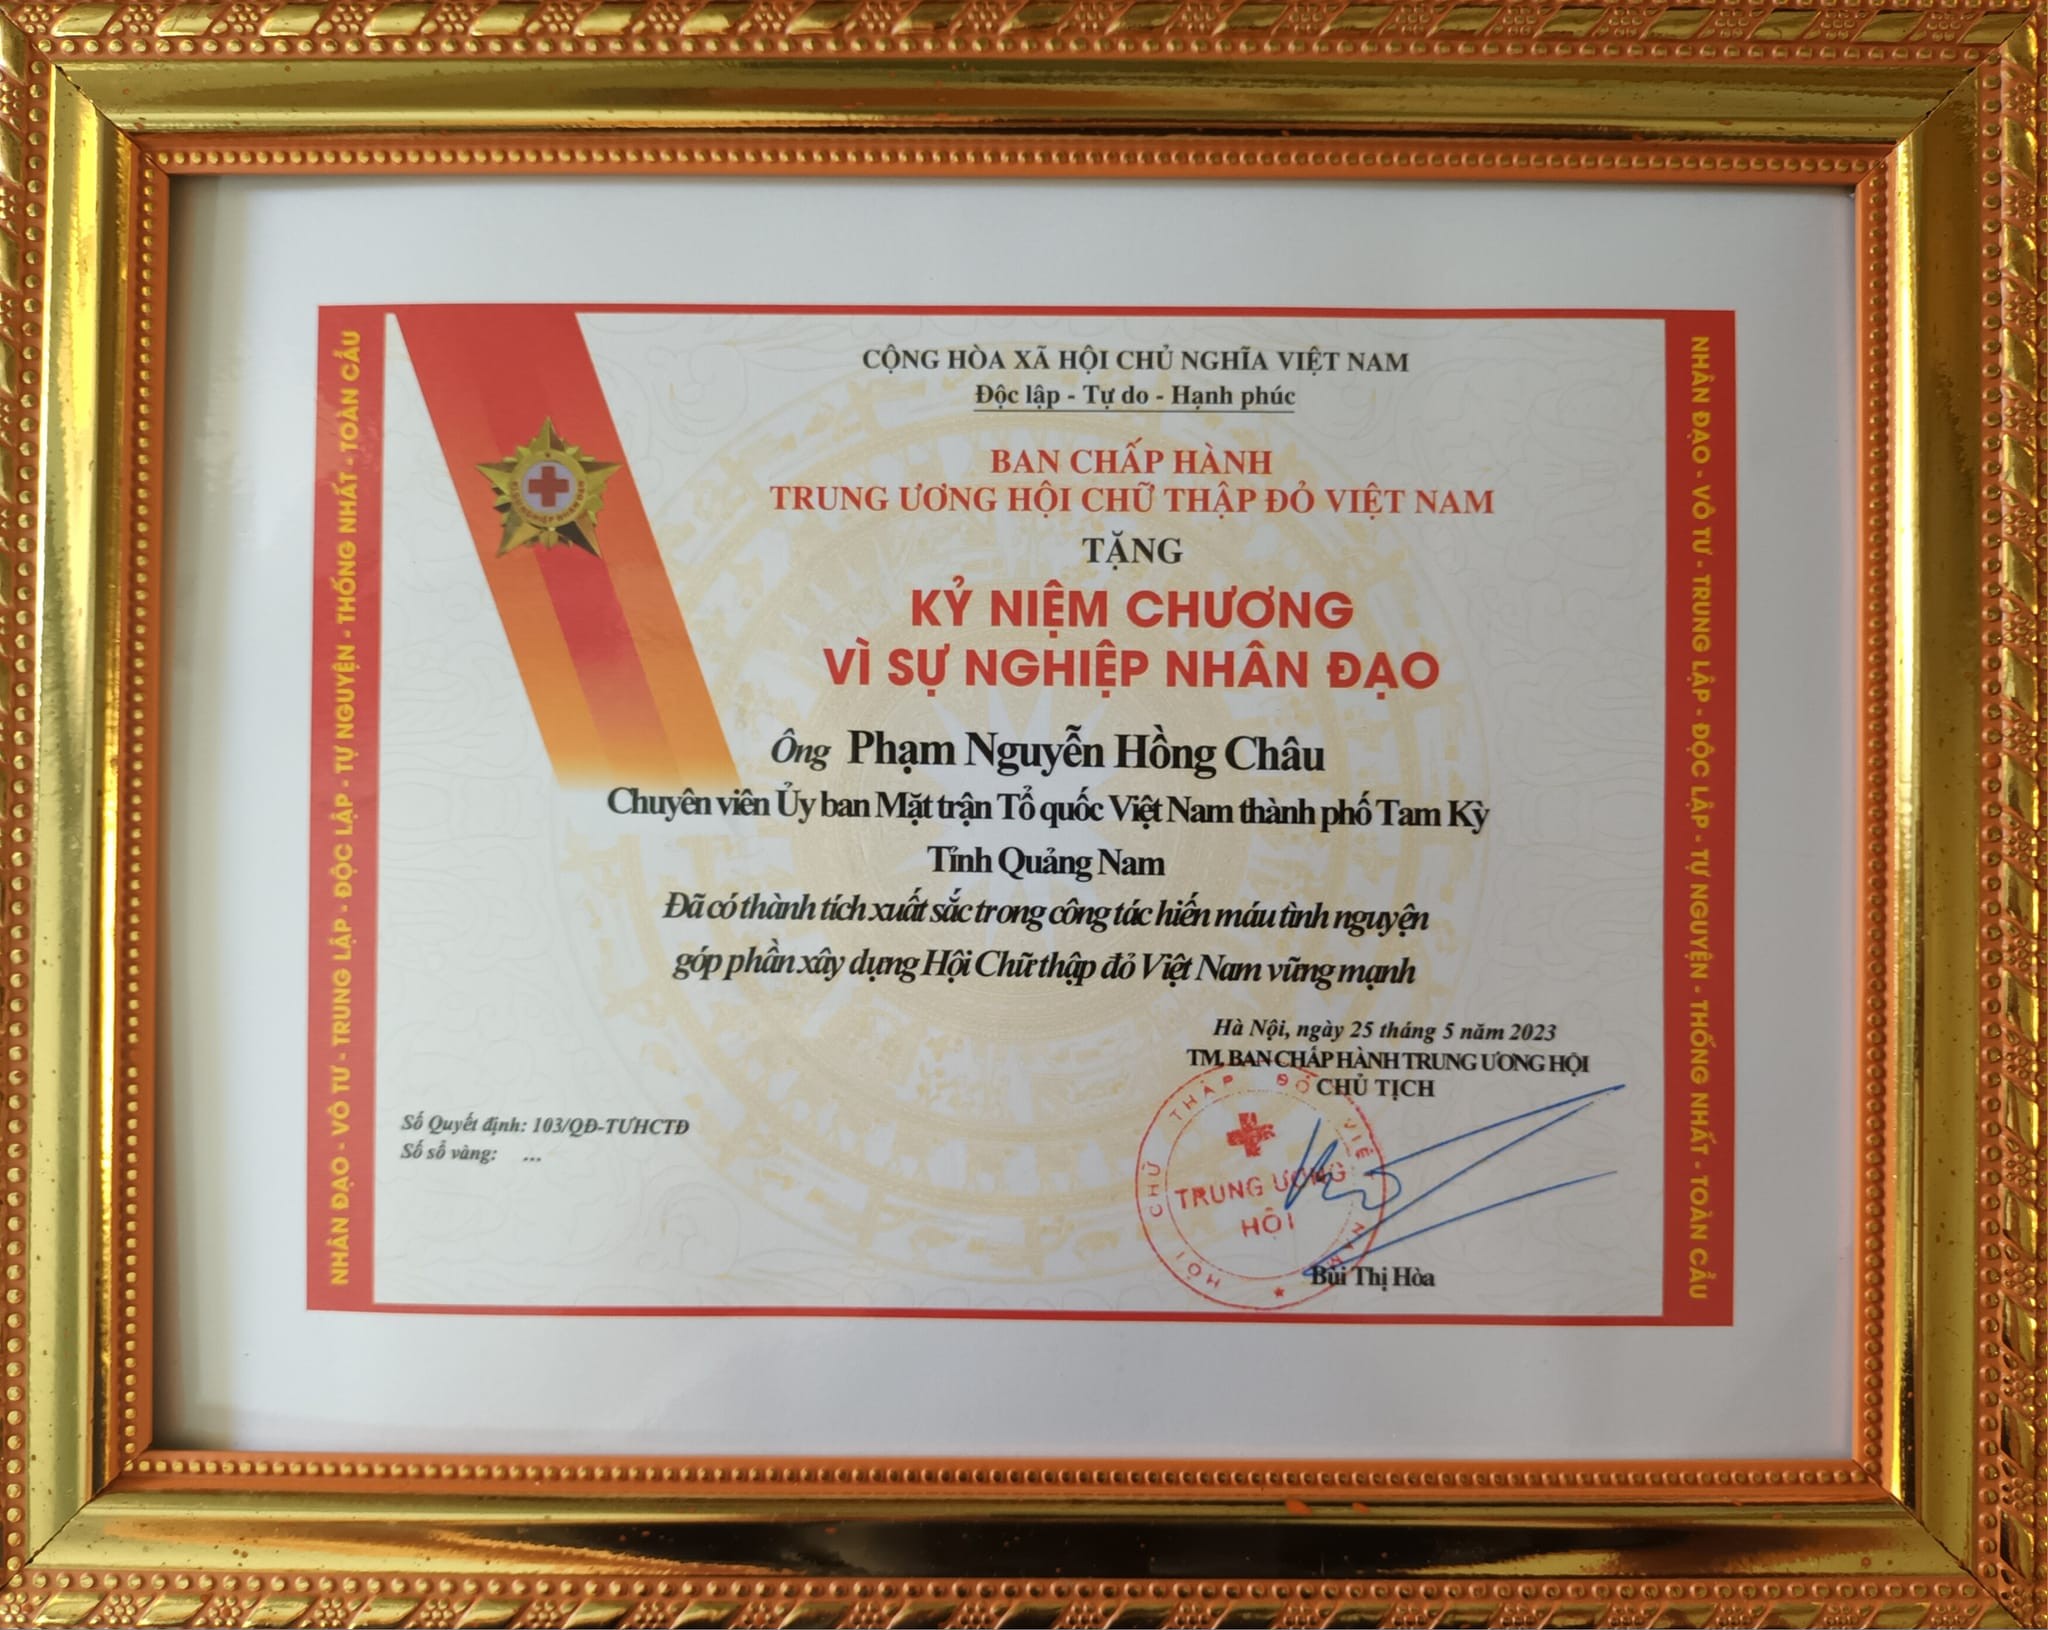 CỘNG HÒA XÃ HỘI CHỦ NGHĨA VIỆT NAM
Độc lập - Tự do - Hạnh phúc
BAN CHẤP HÀNH
TRUNG ƯƠNG HỘI CHỮ THẬP ĐỎ VIỆT NAM
TẶNG
KỶ NIỆM CHƯƠNG
VÌ SỰ NGHIỆP NHÂN ĐẠO
Ông Phạm Nguyễn Hồng Châu
Chuyên viên Ủy ban Mặt trận Tổ quốc Việt Nam thành phố Tam Kỳ
Tỉnh Quảng Nam
Đã có thành tích xuất sắc trong công tác hiến máu tình nguyện
góp phần xây dựng Hội Chữ thập đỏ Việt Nam vững mạnh
Hà Nội, ngày 25 tháng 5 năm 2023
TM. BAN CHẤP HÀNH TRUNG ƯƠNG HỘI
CHỦ TỊCH
HỘI CHỮ THẬP ĐỎ VIỆT NAM
TRUNG ƯƠNG
HỘI
Bùi Thị Hòa
Số Quyết định: 103/QĐ-TƯHCTĐ
Số sổ vàng: ...
NHÂN ĐẠO - VÔ TƯ - TRUNG LẬP - ĐỘC LẬP - TỰ NGUYỆN - THỐNG NHẤT - TOÀN CẦU
NHÂN ĐẠO - VÔ TƯ - TRUNG LẬP - ĐỘC LẬP - TỰ NGUYỆN - THỐNG NHẤT - TOÀN CẦU